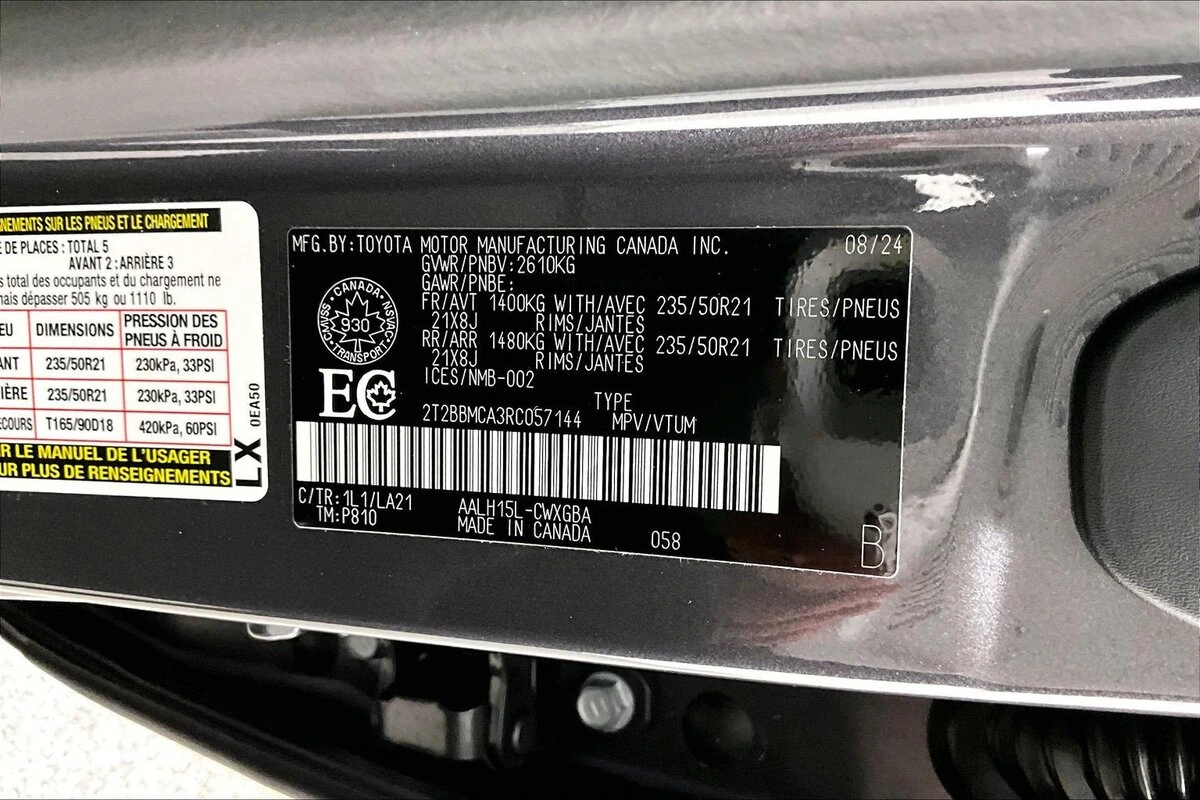 NEMENTS SUR LES PNEUS ET LE CHARGEMENT
E DE PLACES : TOTAL 5
AVANT 2 : ARRIÈRE 3
s total des occupants et du chargement ne
mais dépasser 505 kg ou 1110 lb.
EU DIMENSIONS PRESSION DES PNEUS À FROID
ANT 235/50R21 230kPa, 33PSI
IÈRE 235/50R21 230kPa, 33PSI
ECOURS T165/90D18 420kPa, 60PSI
R LE MANUEL DE L'USAGER
UR PLUS DE RENSEIGNEMENTS
LX 0EA50
MFG.BY:TOYOTA MOTOR MANUFACTURING CANADA INC. 08/24
GVWR/PNBV:2610KG
GAWR/PNBE:
FR/AVT 1400KG WITH/AVEC 235/50R21 TIRES/PNEUS
21X8J RIMS/JANTES
RR/ARR 1480KG WITH/AVEC 235/50R21 TIRES/PNEUS
21X8J RIMS/JANTES
ICES/NMB-002
CANADA
930
TRANSPORT
EC
TYPE
2T2BBMCA3RC057144 MPV/VTUM
C/TR:1L1/LA21 AALH15L-CWXGBA
TM:P810 MADE IN CANADA 058
B